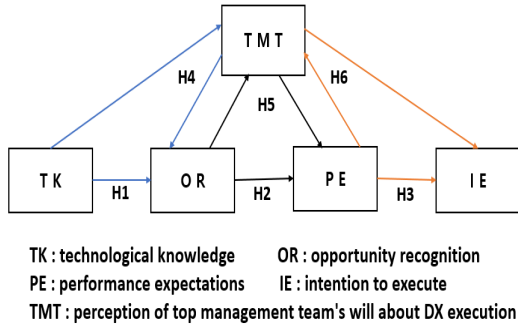 T M T
H4
H6
H5
T K
O R
P E
I E
H1
H2
H3
TK : technological knowledge OR : opportunity recognition
PE : performance expectations IE : intention to execute
TMT : perception of top management team's will about DX execution